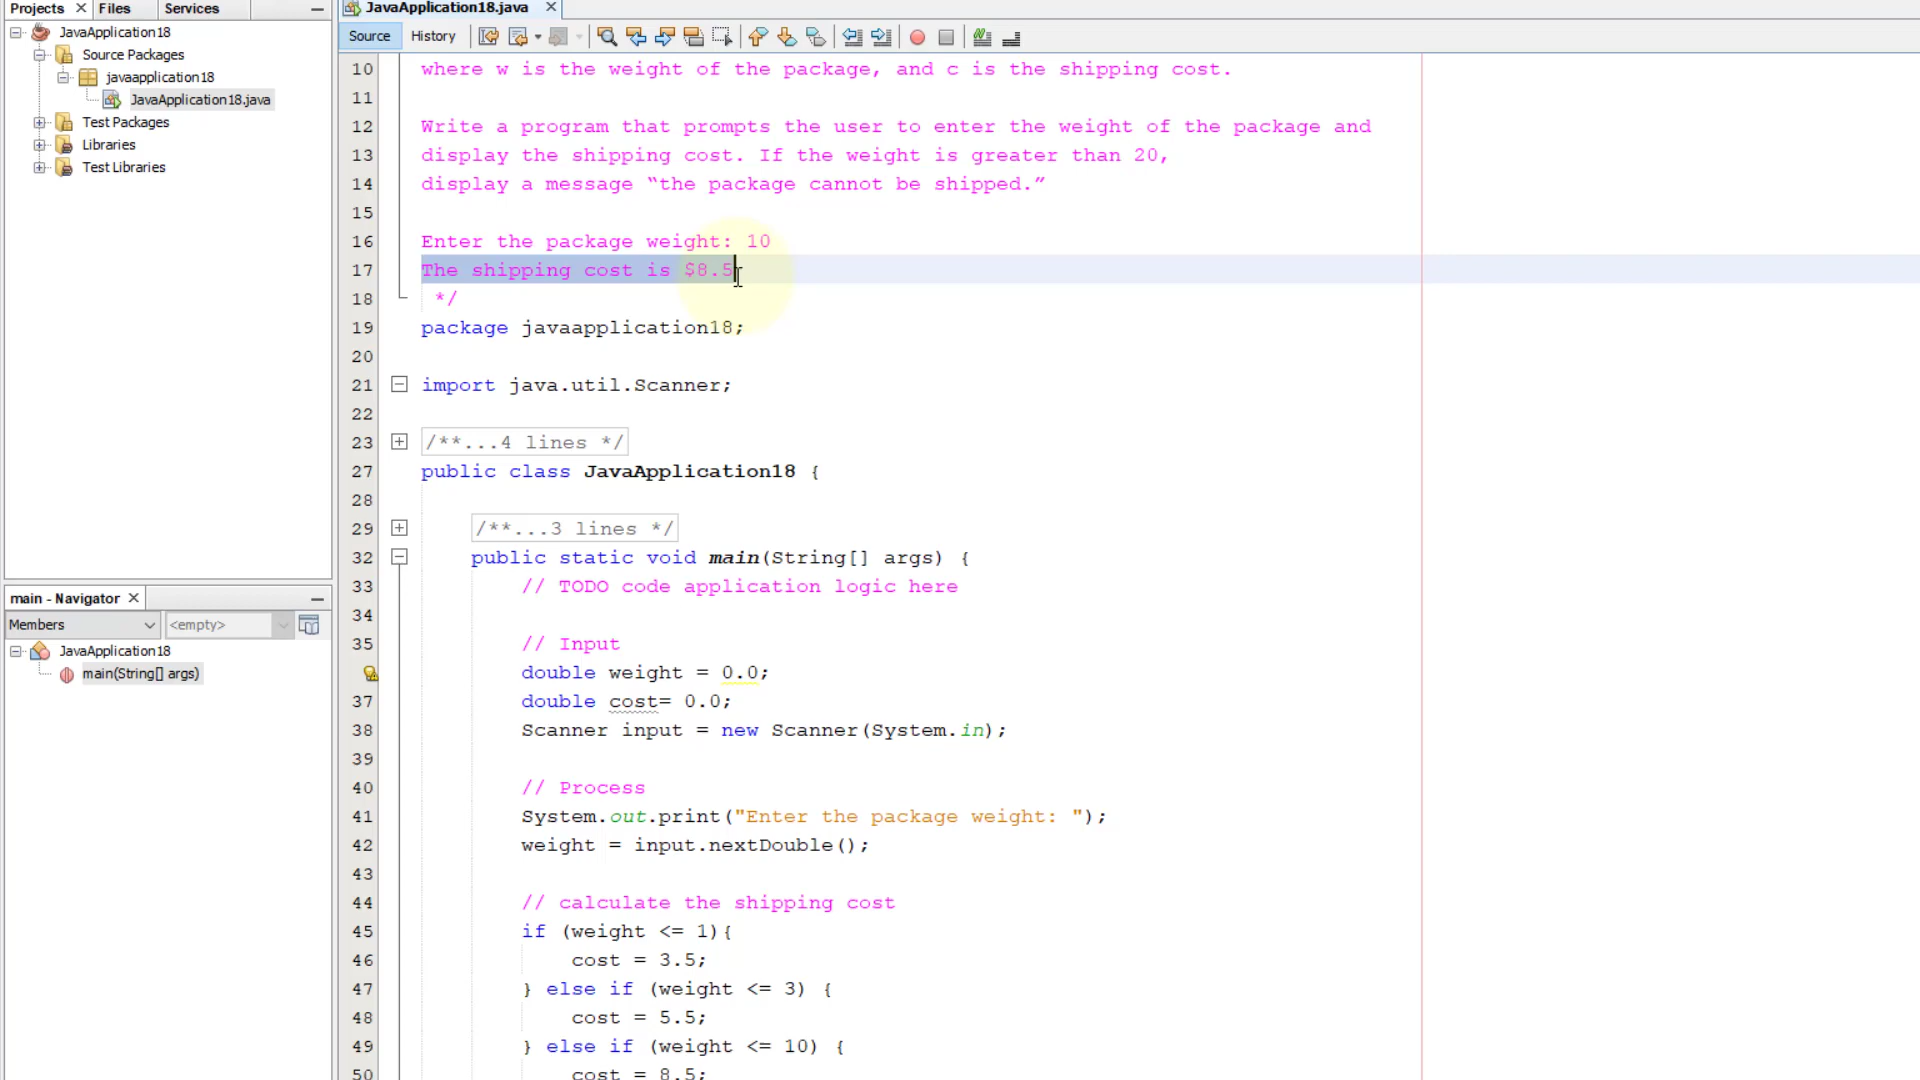 Projects Files Services
JavaApplication18
Source Packages
javaapplication18
JavaApplication18.java
Test Packages
Libraries
Test Libraries
main - Navigator
Members <empty>
JavaApplication18
main(String[] args)
JavaApplication18.java
Source History
10 where w is the weight of the package, and c is the shipping cost.
11
12 Write a program that prompts the user to enter the weight of the package and
13 display the shipping cost. If the weight is greater than 20,
14 display a message “the package cannot be shipped.”
15
16 Enter the package weight: 10
17 The shipping cost is $8.5
18 */
19 package javaapplication18;
20
21 import java.util.Scanner;
22
23 /**...4 lines */
27 public class JavaApplication18 {
28
29 /**...3 lines */
32 public static void main(String[] args) {
33 // TODO code application logic here
34
35 // Input
double weight = 0.0;
37 double cost= 0.0;
38 Scanner input = new Scanner(System.in);
39
40 // Process
41 System.out.print("Enter the package weight: ");
42 weight = input.nextDouble();
43
44 // calculate the shipping cost
45 if (weight <= 1){
46 cost = 3.5;
47 } else if (weight <= 3) {
48 cost = 5.5;
49 } else if (weight <= 10) {
50 cost = 8.5;